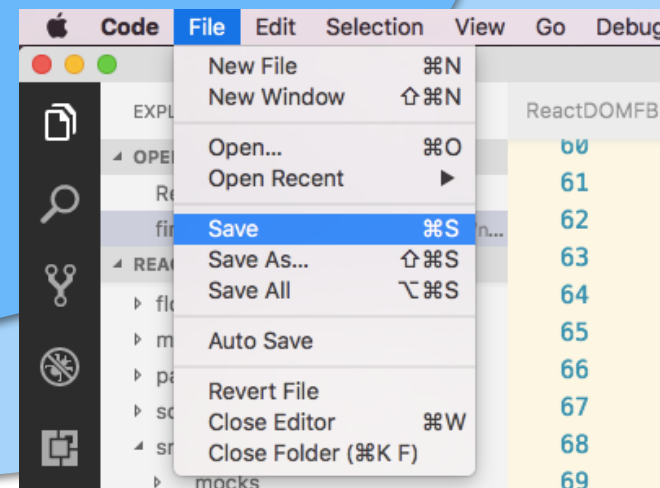 Code File Edit Selection View Go Debug
New File ⌘N
New Window ⇧⌘N
EXPL
ReactDOMFB
Open... ⌘O
OPE
60
Open Recent ▶
61
Re
Save ⌘S
62
fir
n...
Save As... ⇧⌘S
63
REA
Save All ⌥⌘S
64
flo
Auto Save
65
m
66
pa
Revert File
67
Close Editor ⌘W
sc
Close Folder (⌘K F)
68
sr
mocks
69